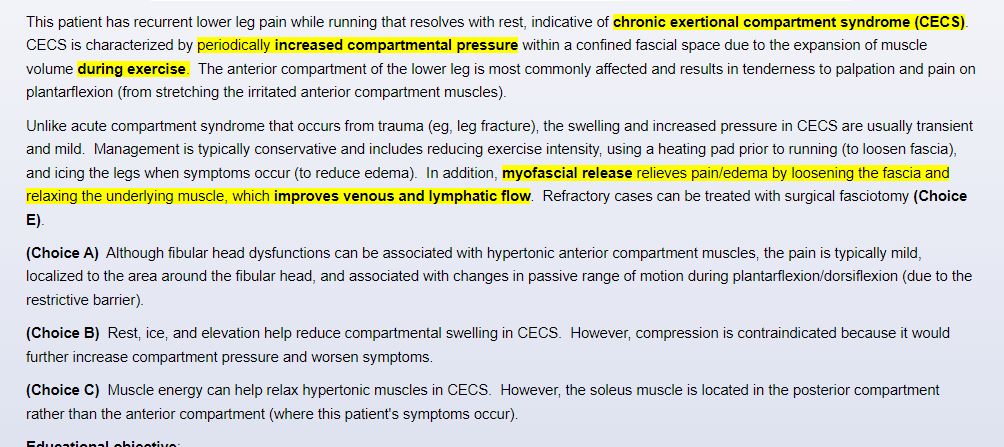 This patient has recurrent lower leg pain while running that resolves with rest, indicative of chronic exertional compartment syndrome (CECS).
CECS is characterized by periodically increased compartmental pressure within a confined fascial space due to the expansion of muscle
volume during exercise.  The anterior compartment of the lower leg is most commonly affected and results in tenderness to palpation and pain on
plantarflexion (from stretching the irritated anterior compartment muscles).
Unlike acute compartment syndrome that occurs from trauma (eg, leg fracture), the swelling and increased pressure in CECS are usually transient
and mild.  Management is typically conservative and includes reducing exercise intensity, using a heating pad prior to running (to loosen fascia),
and icing the legs when symptoms occur (to reduce edema).  In addition, myofascial release relieves pain/edema by loosening the fascia and
relaxing the underlying muscle, which improves venous and lymphatic flow.  Refractory cases can be treated with surgical fasciotomy (Choice
E).
(Choice A)  Although fibular head dysfunctions can be associated with hypertonic anterior compartment muscles, the pain is typically mild,
localized to the area around the fibular head, and associated with changes in passive range of motion during plantarflexion/dorsiflexion (due to the
restrictive barrier).
(Choice B)  Rest, ice, and elevation help reduce compartmental swelling in CECS.  However, compression is contraindicated because it would
further increase compartment pressure and worsen symptoms.
(Choice C)  Muscle energy can help relax hypertonic muscles in CECS.  However, the soleus muscle is located in the posterior compartment
rather than the anterior compartment (where this patient's symptoms occur).
Educational objective: